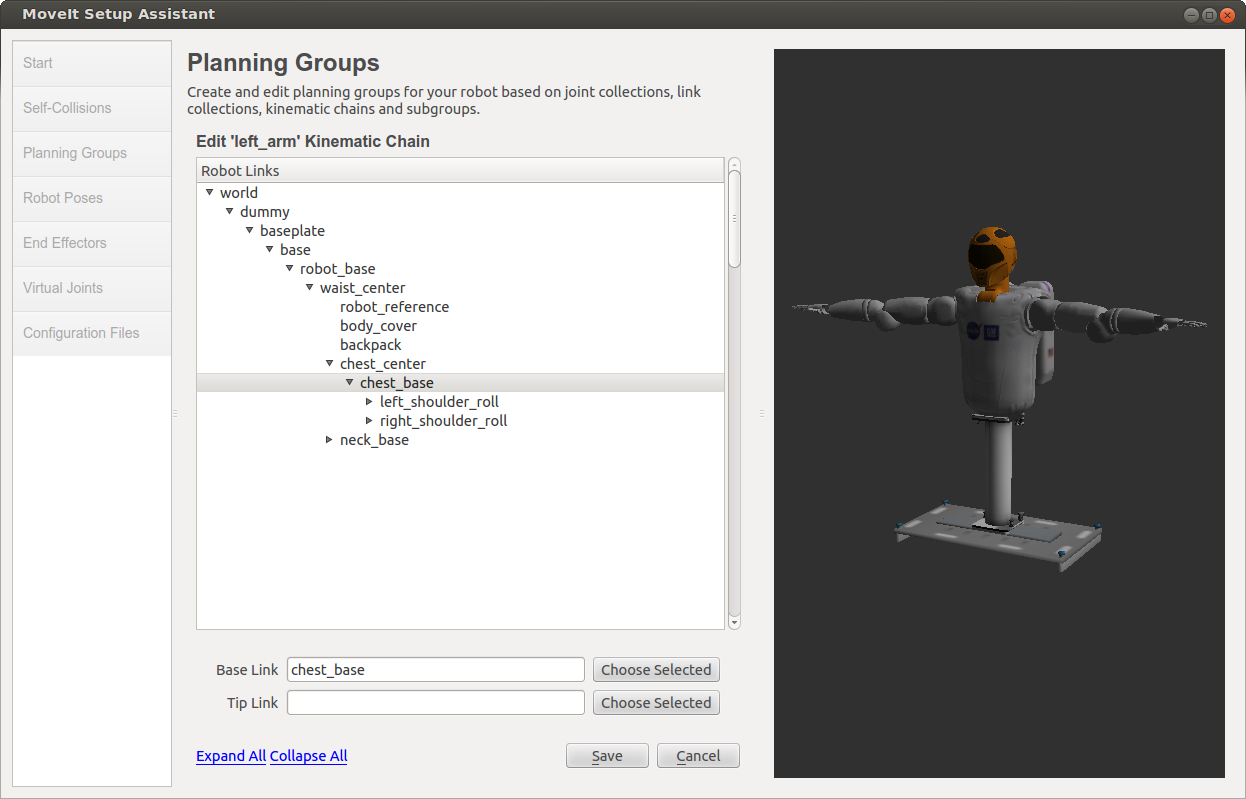 MoveIt Setup Assistant
Start
Self-Collisions
Planning Groups
Robot Poses
End Effectors
Virtual Joints
Configuration Files
Planning Groups
Create and edit planning groups for your robot based on joint collections, link
collections, kinematic chains and subgroups.
Edit 'left_arm' Kinematic Chain
Robot Links
world
dummy
baseplate
base
robot_base
waist_center
robot_reference
body_cover
backpack
chest_center
chest_base
left_shoulder_roll
right_shoulder_roll
neck_base
Base Link chest_base Choose Selected
Tip Link Choose Selected
Expand All Collapse All Save Cancel